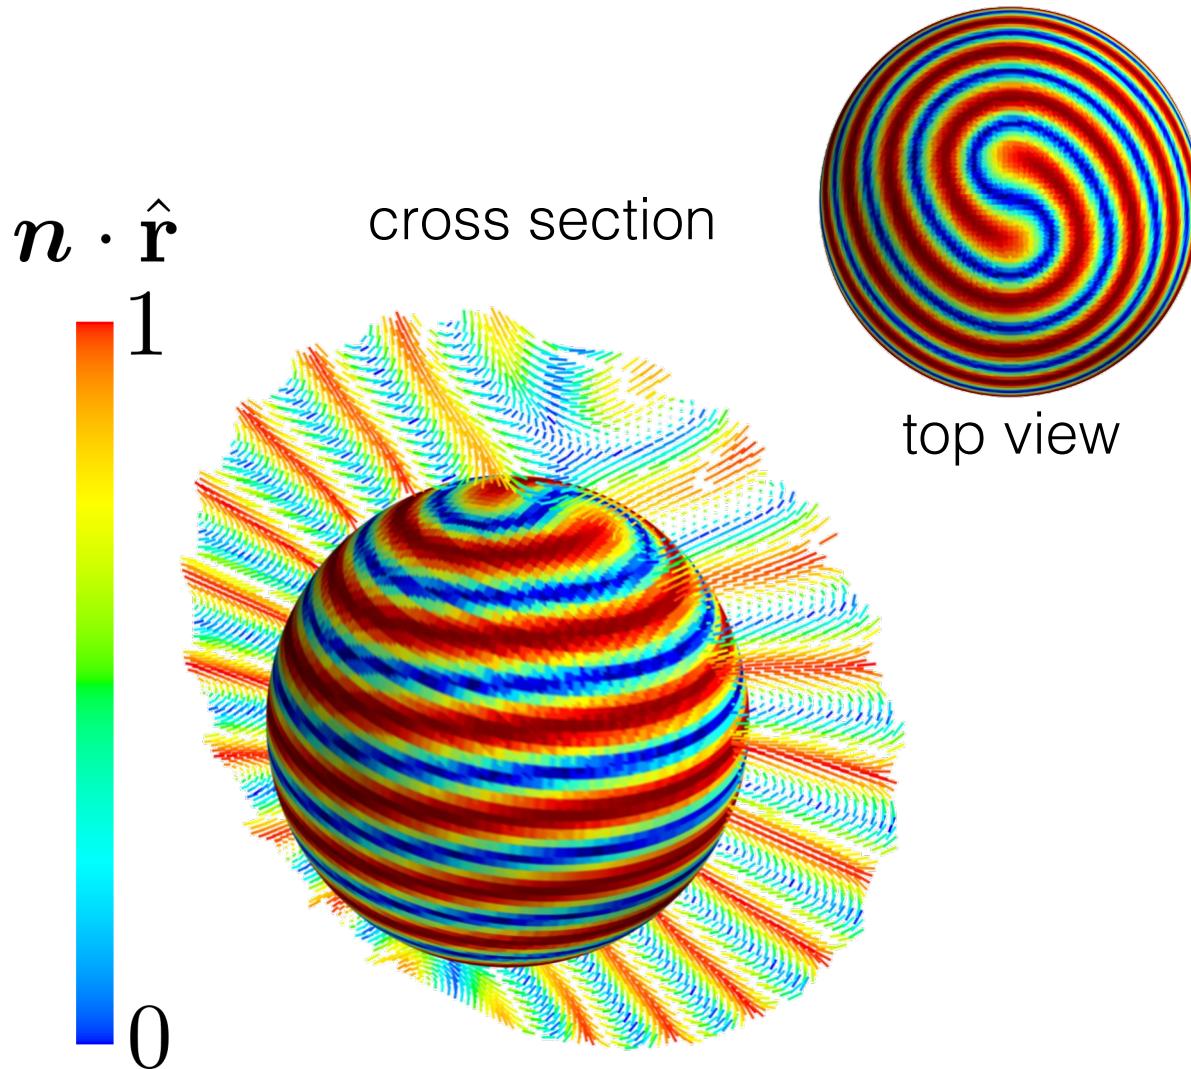 n · r̂
1
0
cross section
top view